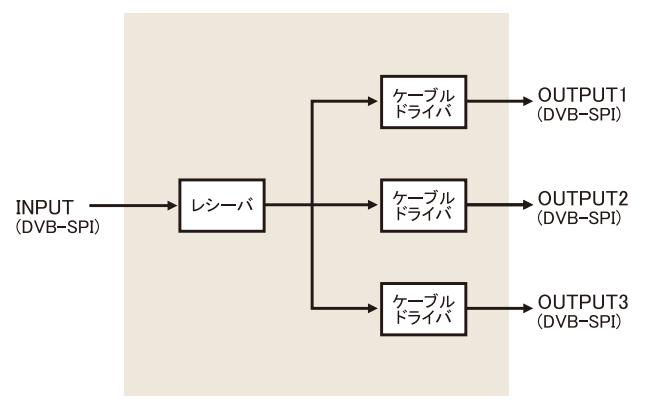 ケーブル
ドライバ
OUTPUT1
(DVB-SPI)
INPUT
(DVB-SPI)
レシーバ
ケーブル
ドライバ
OUTPUT2
(DVB-SPI)
ケーブル
ドライバ
OUTPUT3
(DVB-SPI)